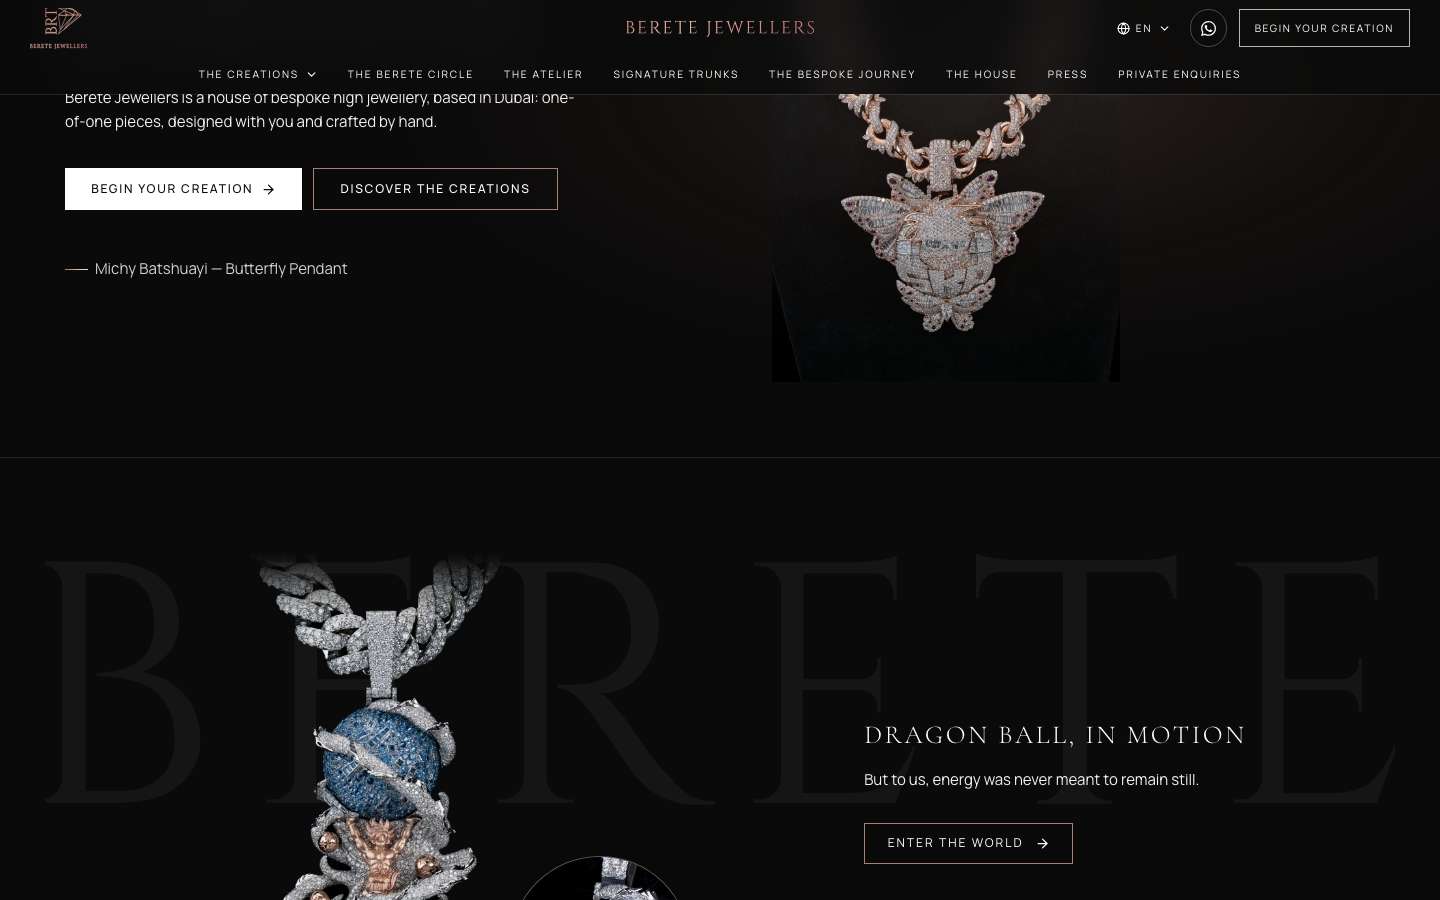 BRT
BERETE JEWELLERS
BERETE JEWELLERS
EN
BEGIN YOUR CREATION
THE CREATIONS
THE BERETE CIRCLE
THE ATELIER
SIGNATURE TRUNKS
THE BESPOKE JOURNEY
THE HOUSE
PRESS
PRIVATE ENQUIRIES
Berete Jewellers is a house of bespoke high jewellery, based in Dubai: one-
of-one pieces, designed with you and crafted by hand.
BEGIN YOUR CREATION
DISCOVER THE CREATIONS
Michy Batshuayi — Butterfly Pendant
BERETE
DRAGON BALL, IN MOTION
But to us, energy was never meant to remain still.
ENTER THE WORLD